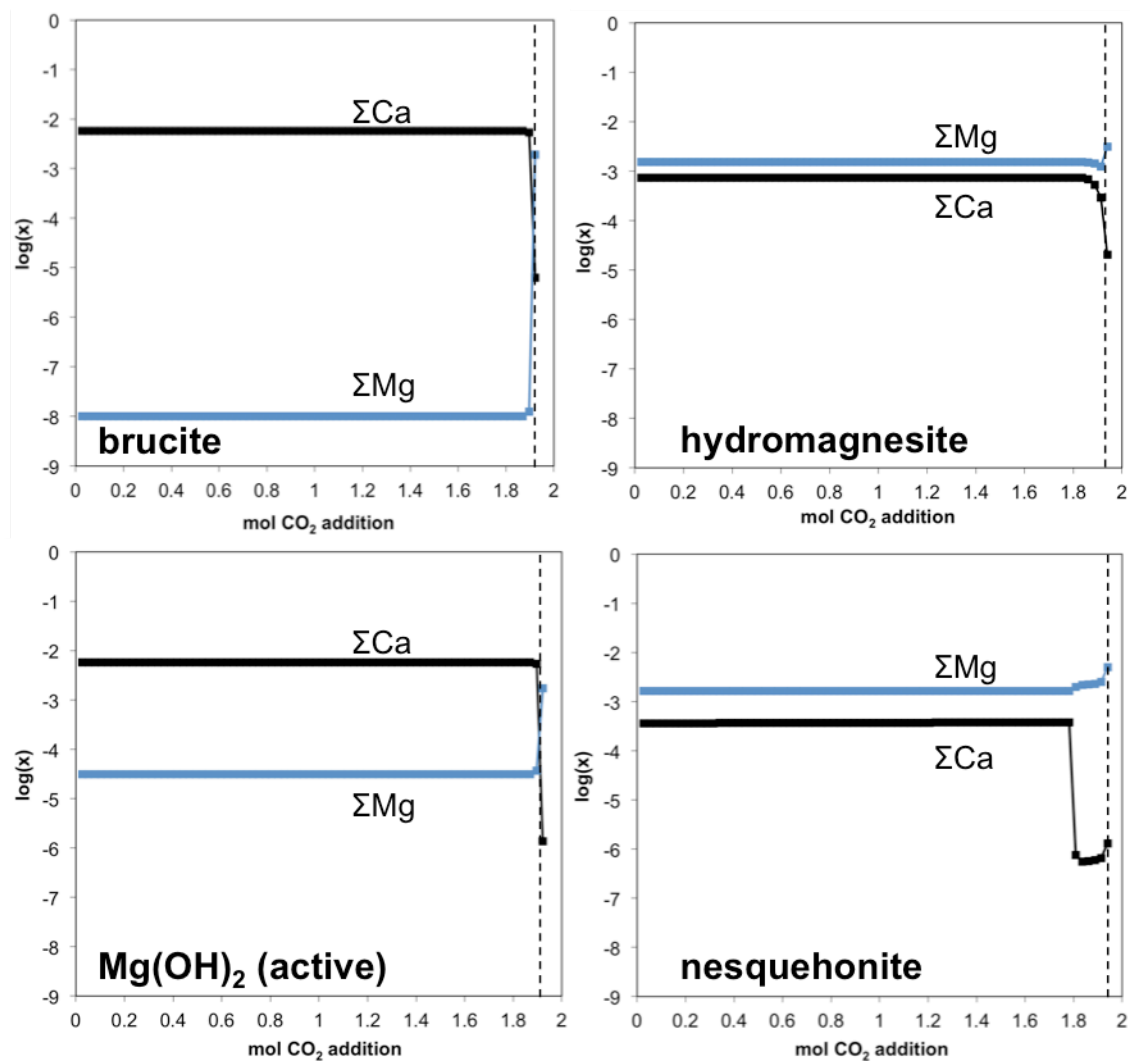 0
-1
-2
-3
-4
-5
-6
-7
-8
-9
log(x)
ΣCa
ΣMg
brucite
0 0.2 0.4 0.6 0.8 1 1.2 1.4 1.6 1.8 2
mol CO₂ addition
0
-1
-2
-3
-4
-5
-6
-7
-8
-9
log(x)
ΣMg
ΣCa
hydromagnesite
0 0.2 0.4 0.6 0.8 1 1.2 1.4 1.6 1.8 2
mol CO₂ addition
0
-1
-2
-3
-4
-5
-6
-7
-8
-9
log(x)
ΣCa
ΣMg
Mg(OH)₂ (active)
0 0.2 0.4 0.6 0.8 1 1.2 1.4 1.6 1.8 2
mol CO₂ addition
0
-1
-2
-3
-4
-5
-6
-7
-8
-9
log(x)
ΣMg
ΣCa
nesquehonite
0 0.2 0.4 0.6 0.8 1 1.2 1.4 1.6 1.8 2
mol CO₂ addition